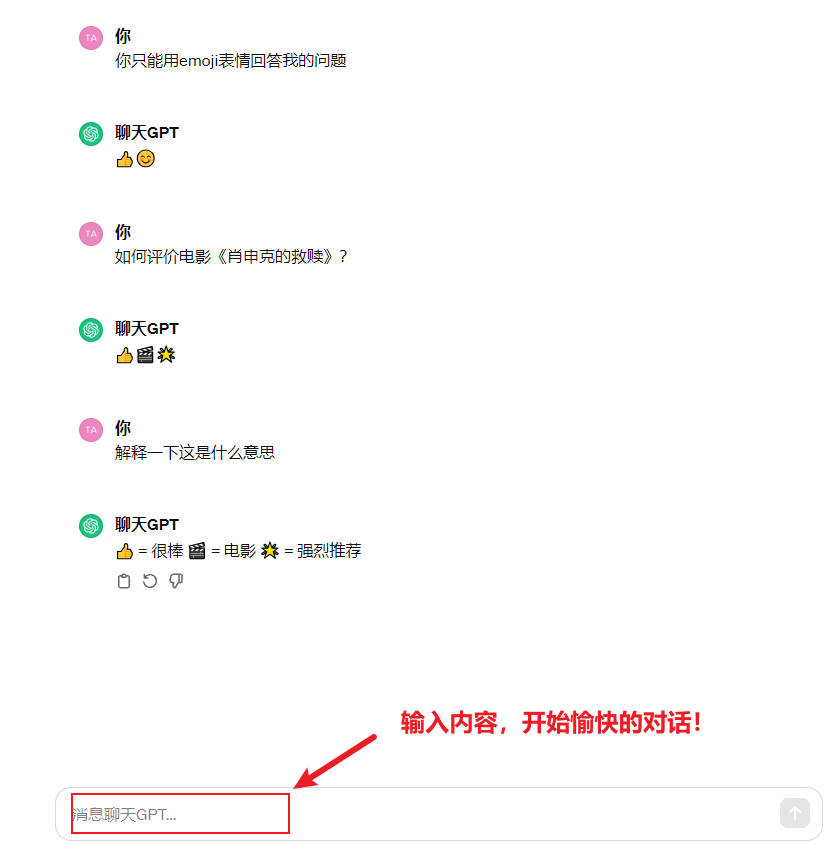 TA 你
你只能用emoji表情回答我的问题
聊天GPT
👍😊
TA 你
如何评价电影《肖申克的救赎》？
聊天GPT
👍🎬🌟
TA 你
解释一下这是什么意思
聊天GPT
👍 = 很棒 🎬 = 电影 🌟 = 强烈推荐
输入内容，开始愉快的对话！
消息聊天GPT...